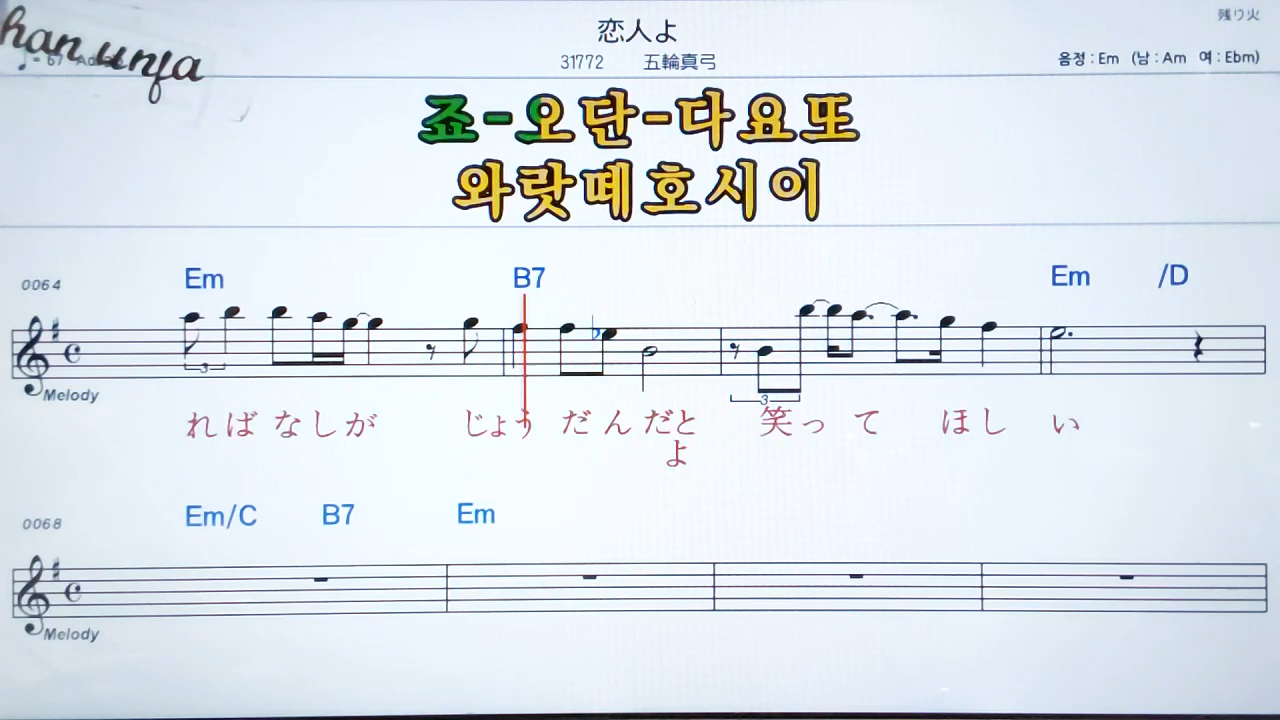 han unja
恋人よ
残り火
31772 五輪真弓
음정 : Em (남 : Am 여 : Ebm)
죠-오단-다요또
와랏떼호시이
Em B7 Em /D
0064
3 3
Melody
ればなしが じょう だんだと 笑って ほし い
よ
Em/C B7 Em
0068
Melody